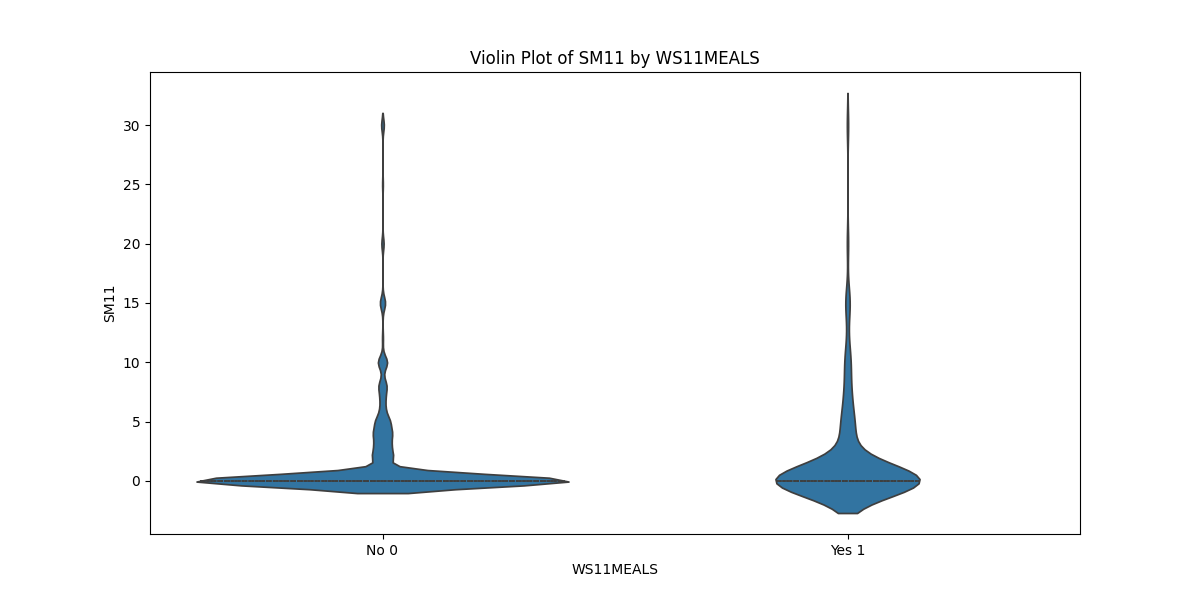 Violin Plot of SM11 by WS11MEALS
30
25
20
15
10
5
0
SM11
No 0
Yes 1
WS11MEALS